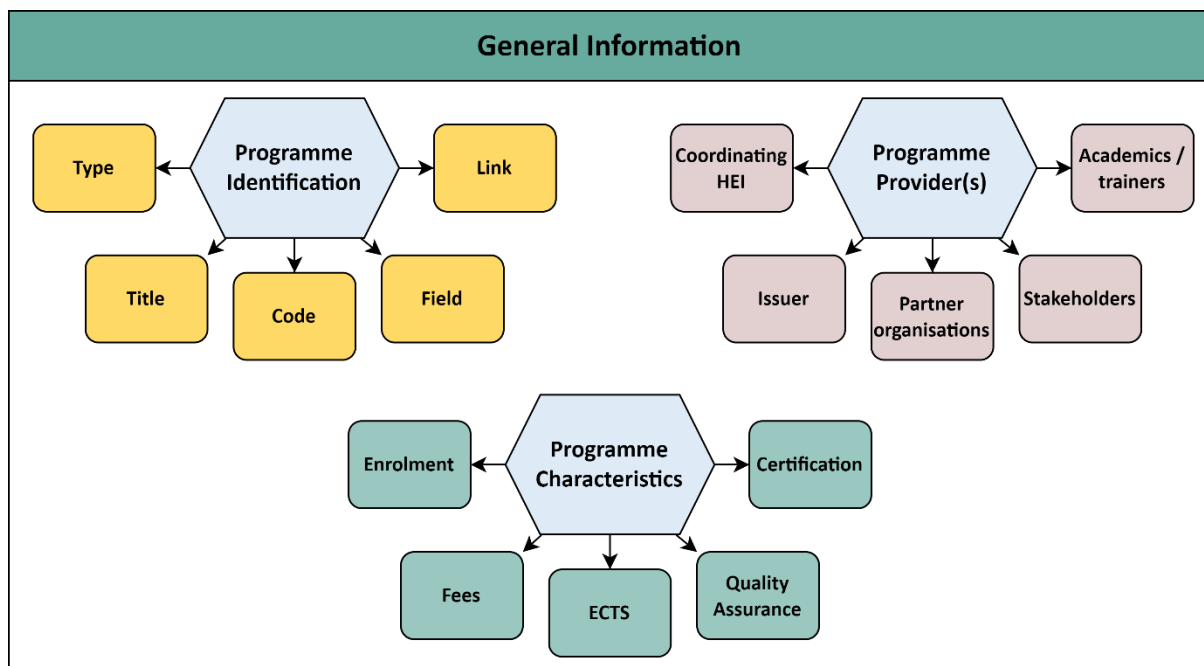 General Information
Type
Programme
Identification
Link
Title
Code
Field
Coordinating
HEI
Programme
Provider(s)
Academics /
trainers
Issuer
Partner
organisations
Stakeholders
Enrolment
Programme
Characteristics
Certification
Fees
ECTS
Quality
Assurance